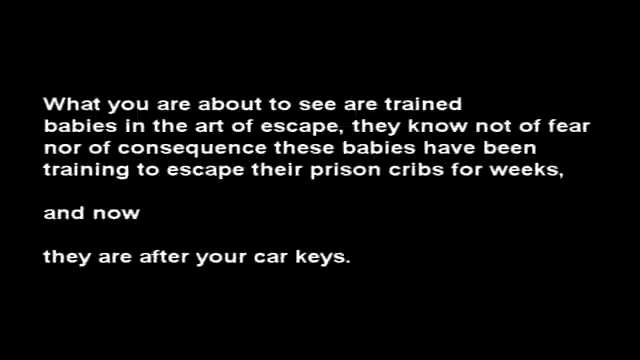 What you are about to see are trained
babies in the art of escape, they know not of fear
nor of consequence these babies have been
training to escape their prison cribs for weeks,
and now
they are after your car keys.